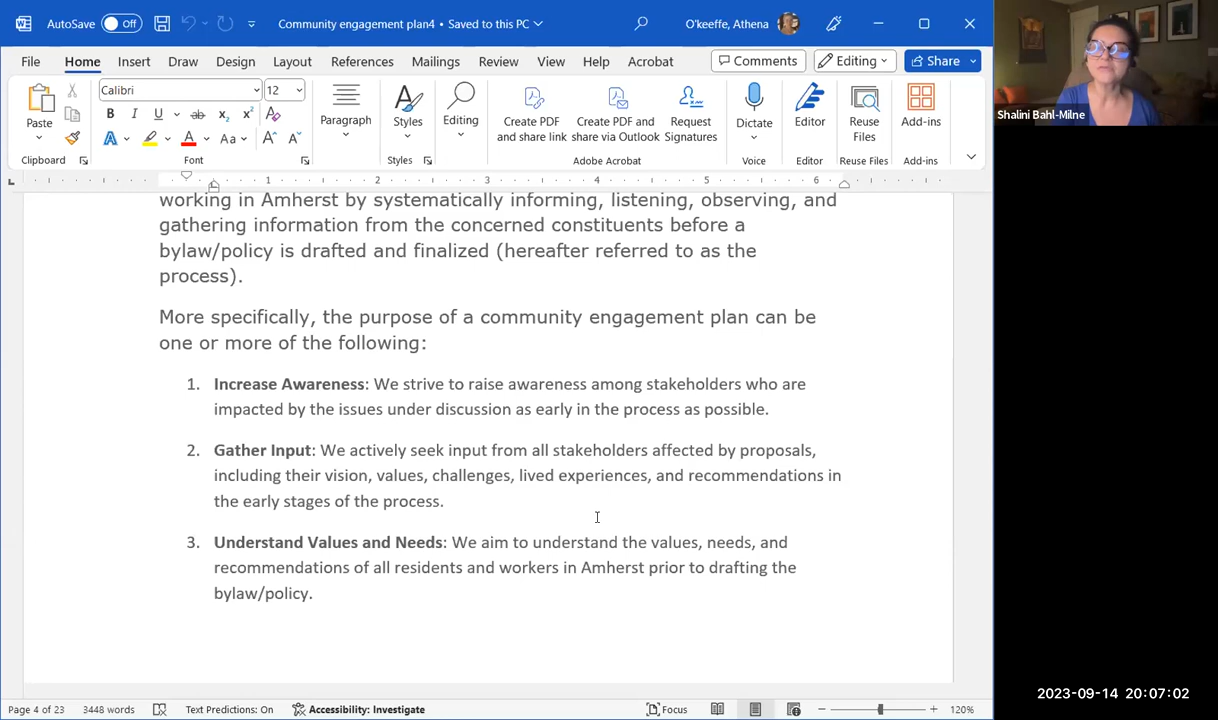 AutoSave Off Community engagement plan4 • Saved to this PC O'keeffe, Athena
File Home Insert Draw Design Layout References Mailings Review View Help Acrobat Comments Editing Share
Calibri 12
Paste Paragraph Styles Editing Create PDF and share link Create PDF and share via Outlook Request Signatures Dictate Editor Reuse Files Add-ins
Clipboard Font Styles Adobe Acrobat Voice Editor Reuse Files Add-ins
1 2 3 4 5 6
working in Amherst by systematically informing, listening, observing, and
gathering information from the concerned constituents before a
bylaw/policy is drafted and finalized (hereafter referred to as the
process).
More specifically, the purpose of a community engagement plan can be
one or more of the following:
1. Increase Awareness: We strive to raise awareness among stakeholders who are
impacted by the issues under discussion as early in the process as possible.
2. Gather Input: We actively seek input from all stakeholders affected by proposals,
including their vision, values, challenges, lived experiences, and recommendations in
the early stages of the process.
3. Understand Values and Needs: We aim to understand the values, needs, and
recommendations of all residents and workers in Amherst prior to drafting the
bylaw/policy.
Page 4 of 23 3448 words Text Predictions: On Accessibility: Investigate Focus 120%
Shalini Bahl-Milne
2023-09-14 20:07:02